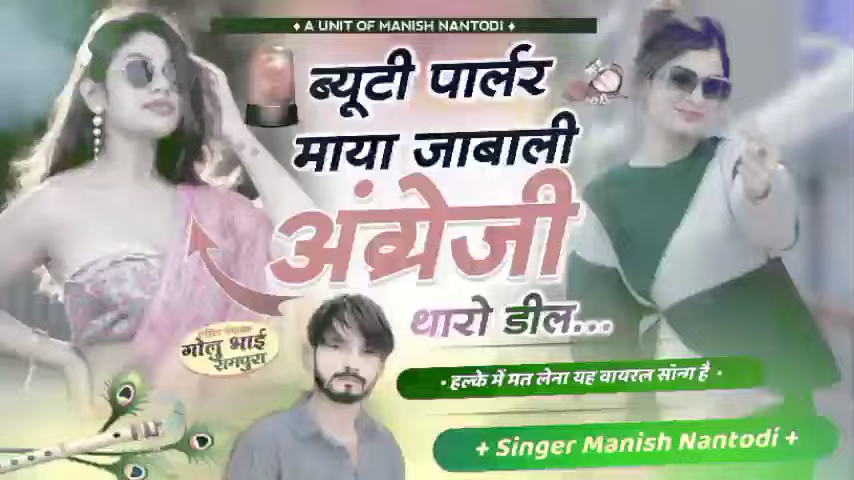 ♦ A UNIT OF MANISH NANTODI ♦
ब्यूटी पार्लर
माया जाबाली
अंग्रेजी
थारो डील...
गोलु भाई
रामपुरा
· हल्के में मत लेना यह वायरल सॉन्ग है ·
+ Singer Manish Nantodi +